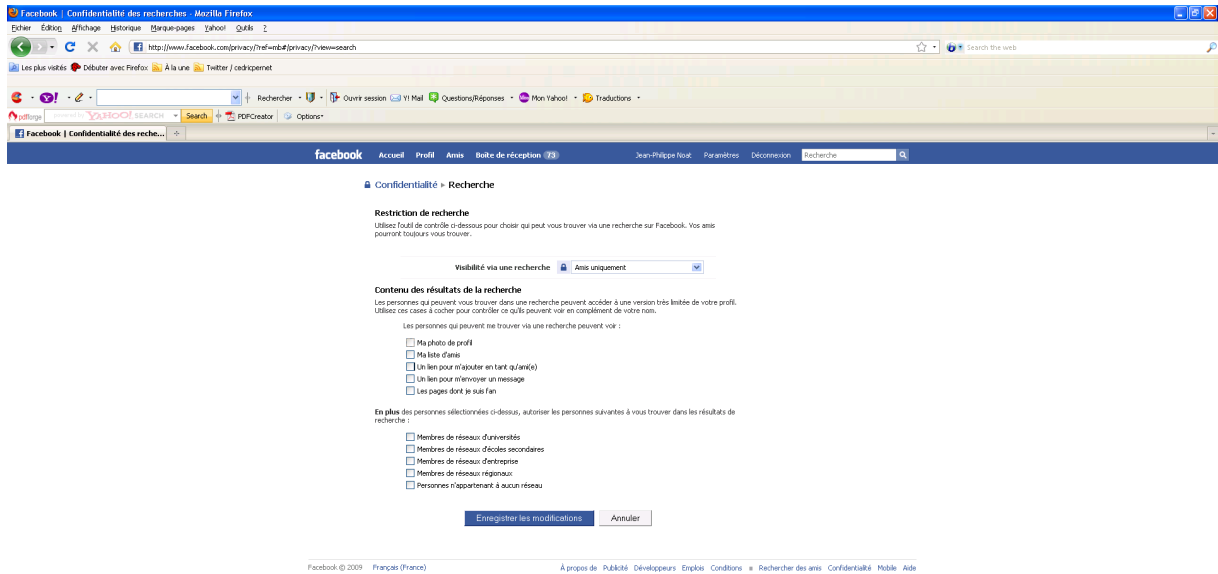 Facebook | Confidentialité des recherches - Mozilla Firefox
Fichier Édition Affichage Historique Marque-pages Yahoo! Outils ?
http://www.facebook.com/privacy/?ref=mb#/privacy/?view=search
Search the web
Les plus visités Débuter avec Firefox À la une Twitter / cedricpernet
Rechercher Ouvrir session Y! Mail Questions/Réponses Mon Yahoo! Traductions
pdfforge powered by YAHOO! SEARCH Search PDFCreator Options
Facebook | Confidentialité des reche...
facebook Accueil Profil Amis Boîte de réception 73 Jean-Philippe Noat Paramètres Déconnexion Recherche
Confidentialité ▸ Recherche
Restriction de recherche
Utilisez l'outil de contrôle ci-dessous pour choisir qui peut vous trouver via une recherche sur Facebook. Vos amis
pourront toujours vous trouver.
Visibilité via une recherche Amis uniquement
Contenu des résultats de la recherche
Les personnes qui peuvent vous trouver dans une recherche peuvent accéder à une version très limitée de votre profil.
Utilisez ces cases à cocher pour contrôler ce qu'ils peuvent voir en complément de votre nom.
Les personnes qui peuvent me trouver via une recherche peuvent voir :
Ma photo de profil
Ma liste d'amis
Un lien pour m'ajouter en tant qu'ami(e)
Un lien pour m'envoyer un message
Les pages dont je suis fan
En plus des personnes sélectionnées ci-dessus, autoriser les personnes suivantes à vous trouver dans les résultats de
recherche :
Membres de réseaux d'universités
Membres de réseaux d'écoles secondaires
Membres de réseaux d'entreprise
Membres de réseaux régionaux
Personnes n'appartenant à aucun réseau
Enregistrer les modifications Annuler
Facebook © 2009 Français (France) À propos de Publicité Développeurs Emplois Conditions Rechercher des amis Confidentialité Mobile Aide